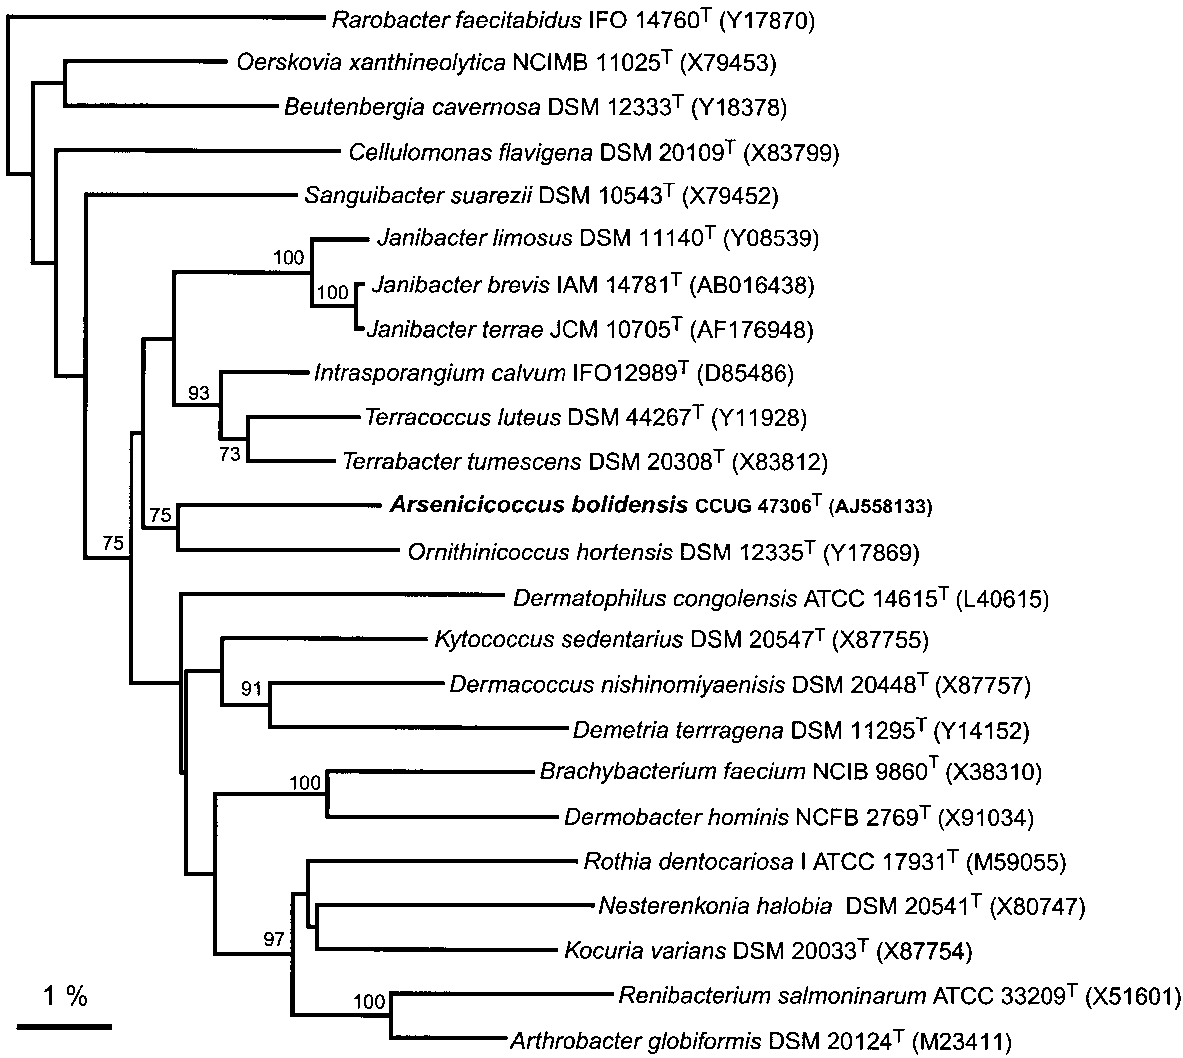 Rarobacter faecitabidus IFO 14760T (Y17870)
Oerskovia xanthineolytica NCIMB 11025T (X79453)
Beutenbergia cavernosa DSM 12333T (Y18378)
Cellulomonas flavigena DSM 20109T (X83799)
Sanguibacter suarezii DSM 10543T (X79452)
Janibacter limosus DSM 11140T (Y08539)
100
Janibacter brevis IAM 14781T (AB016438)
100
Janibacter terrae JCM 10705T (AF176948)
Intrasporangium calvum IFO12989T (D85486)
93
Terracoccus luteus DSM 44267T (Y11928)
73
Terrabacter tumescens DSM 20308T (X83812)
Arsenicicoccus bolidensis CCUG 47306T (AJ558133)
75
75
Ornithinicoccus hortensis DSM 12335T (Y17869)
Dermatophilus congolensis ATCC 14615T (L40615)
Kytococcus sedentarius DSM 20547T (X87755)
91
Dermacoccus nishinomiyaenisis DSM 20448T (X87757)
Demetria terrragena DSM 11295T (Y14152)
Brachybacterium faecium NCIB 9860T (X38310)
100
Dermobacter hominis NCFB 2769T (X91034)
Rothia dentocariosa I ATCC 17931T (M59055)
Nesterenkonia halobia DSM 20541T (X80747)
97
Kocuria varians DSM 20033T (X87754)
Renibacterium salmoninarum ATCC 33209T (X51601)
100
Arthrobacter globiformis DSM 20124T (M23411)
1 %